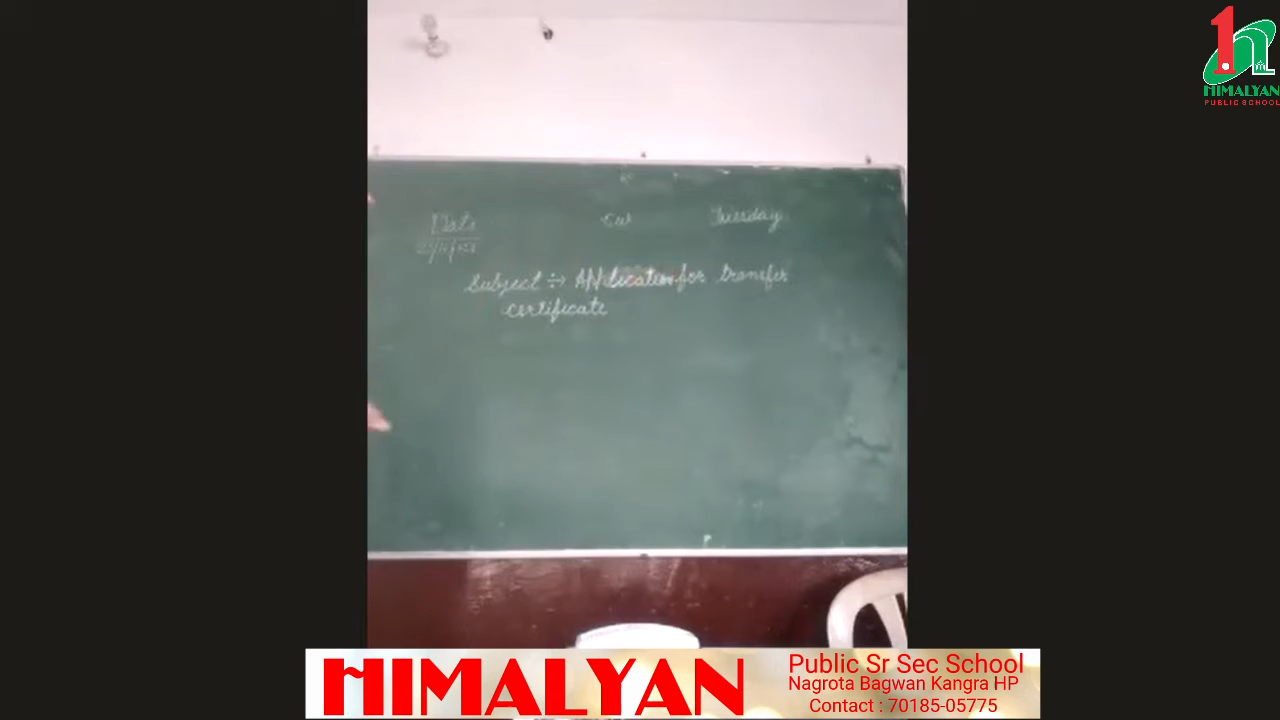 HIMALYAN
PUBLIC SCHOOL
Date CW Tuesday
Subject :-> Application for transfer
certificate
HIMALYAN
Public Sr Sec School
Nagrota Bagwan Kangra HP
Contact : 70185-05775